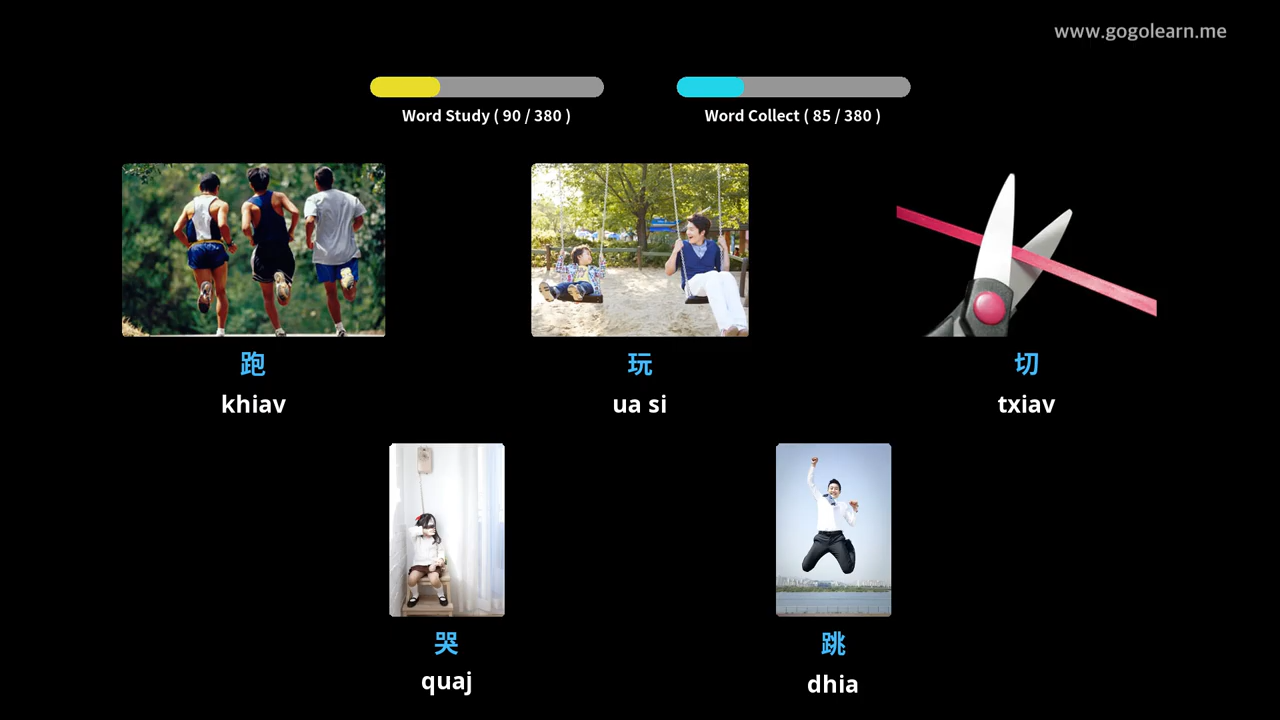 www.gogolearn.me
Word Study ( 90 / 380 )
Word Collect ( 85 / 380 )
跑
khiav
玩
ua si
切
txiav
哭
quaj
跳
dhia